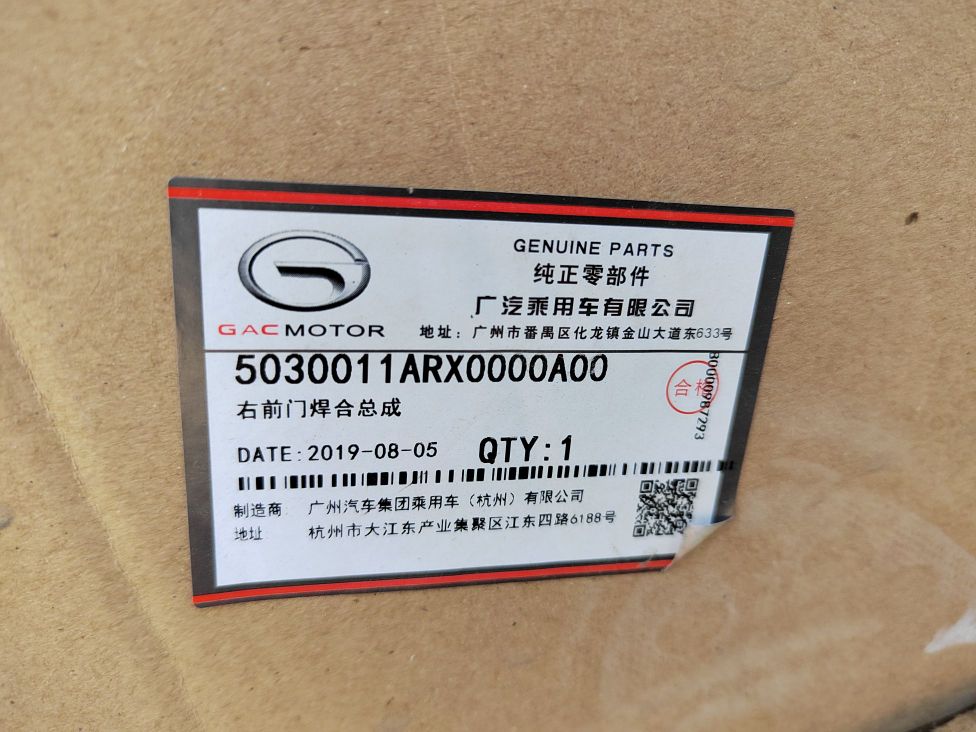 GENUINE PARTS
纯正零部件
广汽乘用车有限公司
GAC MOTOR
地址：广州市番禺区化龙镇金山大道东633号
5030011ARX0000A00
合格
B0000987293
右前门焊合总成
DATE:2019-08-05 QTY:1
制造商 广州汽车集团乘用车（杭州）有限公司
地址 杭州市大江东产业集聚区江东四路6188号